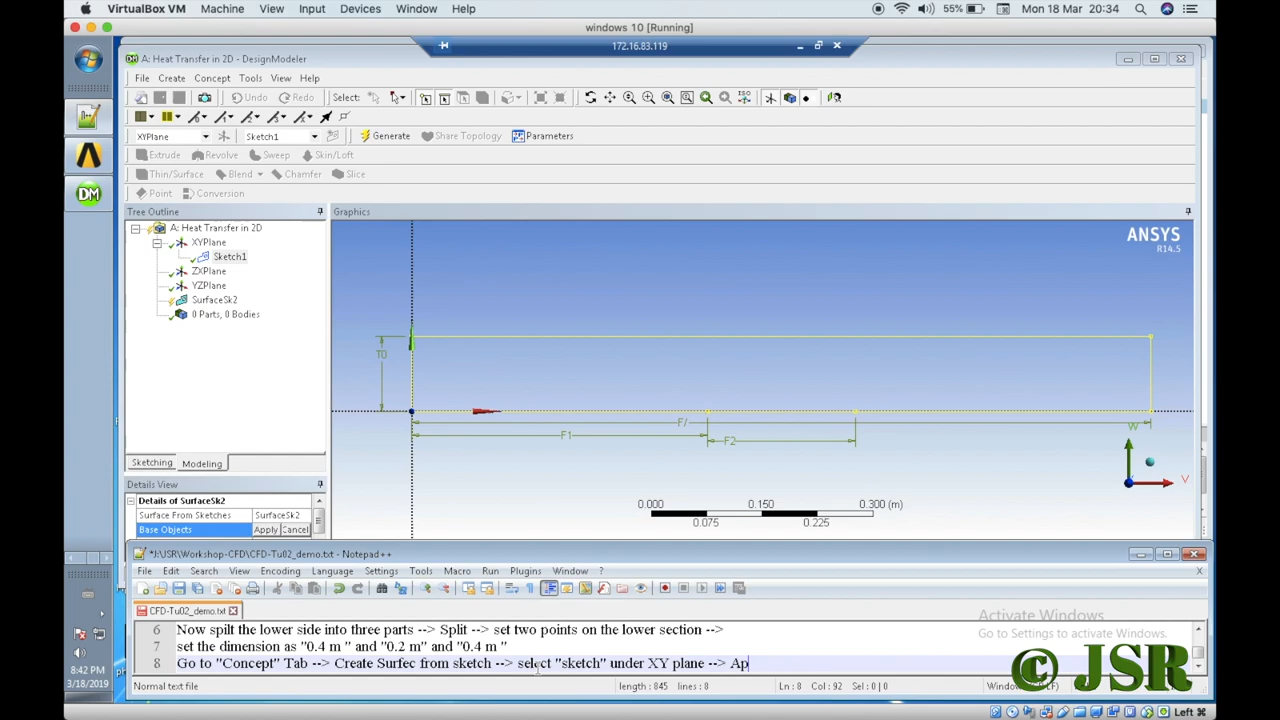 VirtualBox VM Machine View Input Devices Window Help 55% Mon 18 Mar 20:34
windows 10 [Running]
172.16.83.119
DM A: Heat Transfer in 2D - DesignModeler
File Create Concept Tools View Help
Undo Redo Select:
XYPlane Sketch1 Generate Share Topology Parameters
Extrude Revolve Sweep Skin/Loft
Thin/Surface Blend Chamfer Slice
Point Conversion
Tree Outline
Graphics
A: Heat Transfer in 2D
XYPlane
Sketch1
ZXPlane
YZPlane
SurfaceSk2
0 Parts, 0 Bodies
DM
ANSYS
R14.5
F1
F2
W
V
0.000 0.150 0.300 (m)
0.075 0.225
Sketching Modeling
Details View
Details of SurfaceSk2
Surface From Sketches SurfaceSk2
Base Objects Apply Cancel
*J:\JSR\Workshop-CFD\CFD-Tu02_demo.txt - Notepad++
File Edit Search View Encoding Language Settings Tools Macro Run Plugins Window ? X
CFD-Tu02_demo.txt
6 Now spilt the lower side into three parts --> Split --> set two points on the lower section -->
7 set the dimension as "0.4 m " and "0.2 m" and "0.4 m "
8 Go to "Concept" Tab --> Create Surfec from sketch --> select "sketch" under XY plane --> Ap
Normal text file length : 845 lines : 8 Ln : 8 Col : 92 Sel : 0 | 0
Activate Windows
Go to Settings to activate Windows.
© JSR
8:42 PM
3/18/2019
Left ⌘